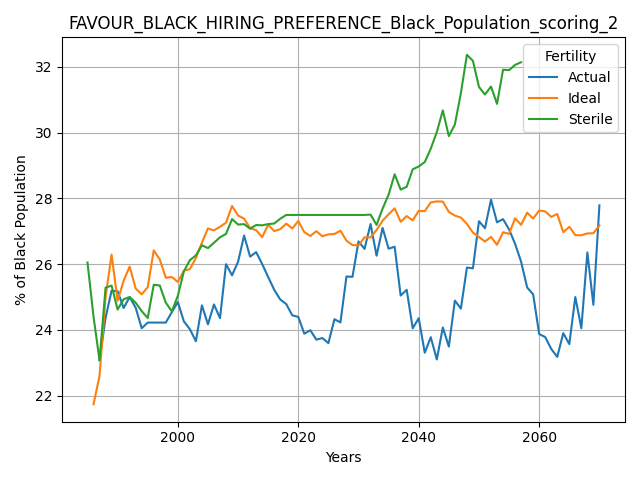 FAVOUR_BLACK_HIRING_PREFERENCE_Black_Population_scoring_2
% of Black Population
32
30
28
26
24
22
Fertility
Actual
Ideal
Sterile
2000
2020
2040
2060
Years